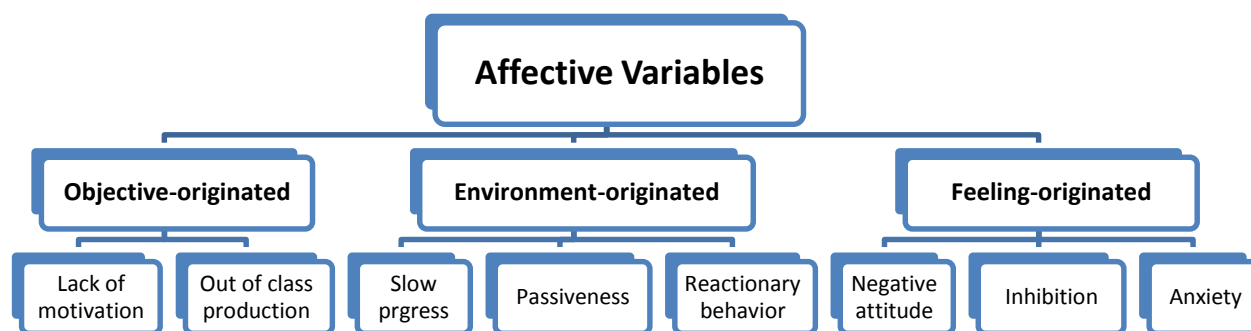 Affective Variables
Objective-originated
Environment-originated
Feeling-originated
Lack of
motivation
Out of class
production
Slow
prgress
Passiveness
Reactionary
behavior
Negative
attitude
Inhibition
Anxiety